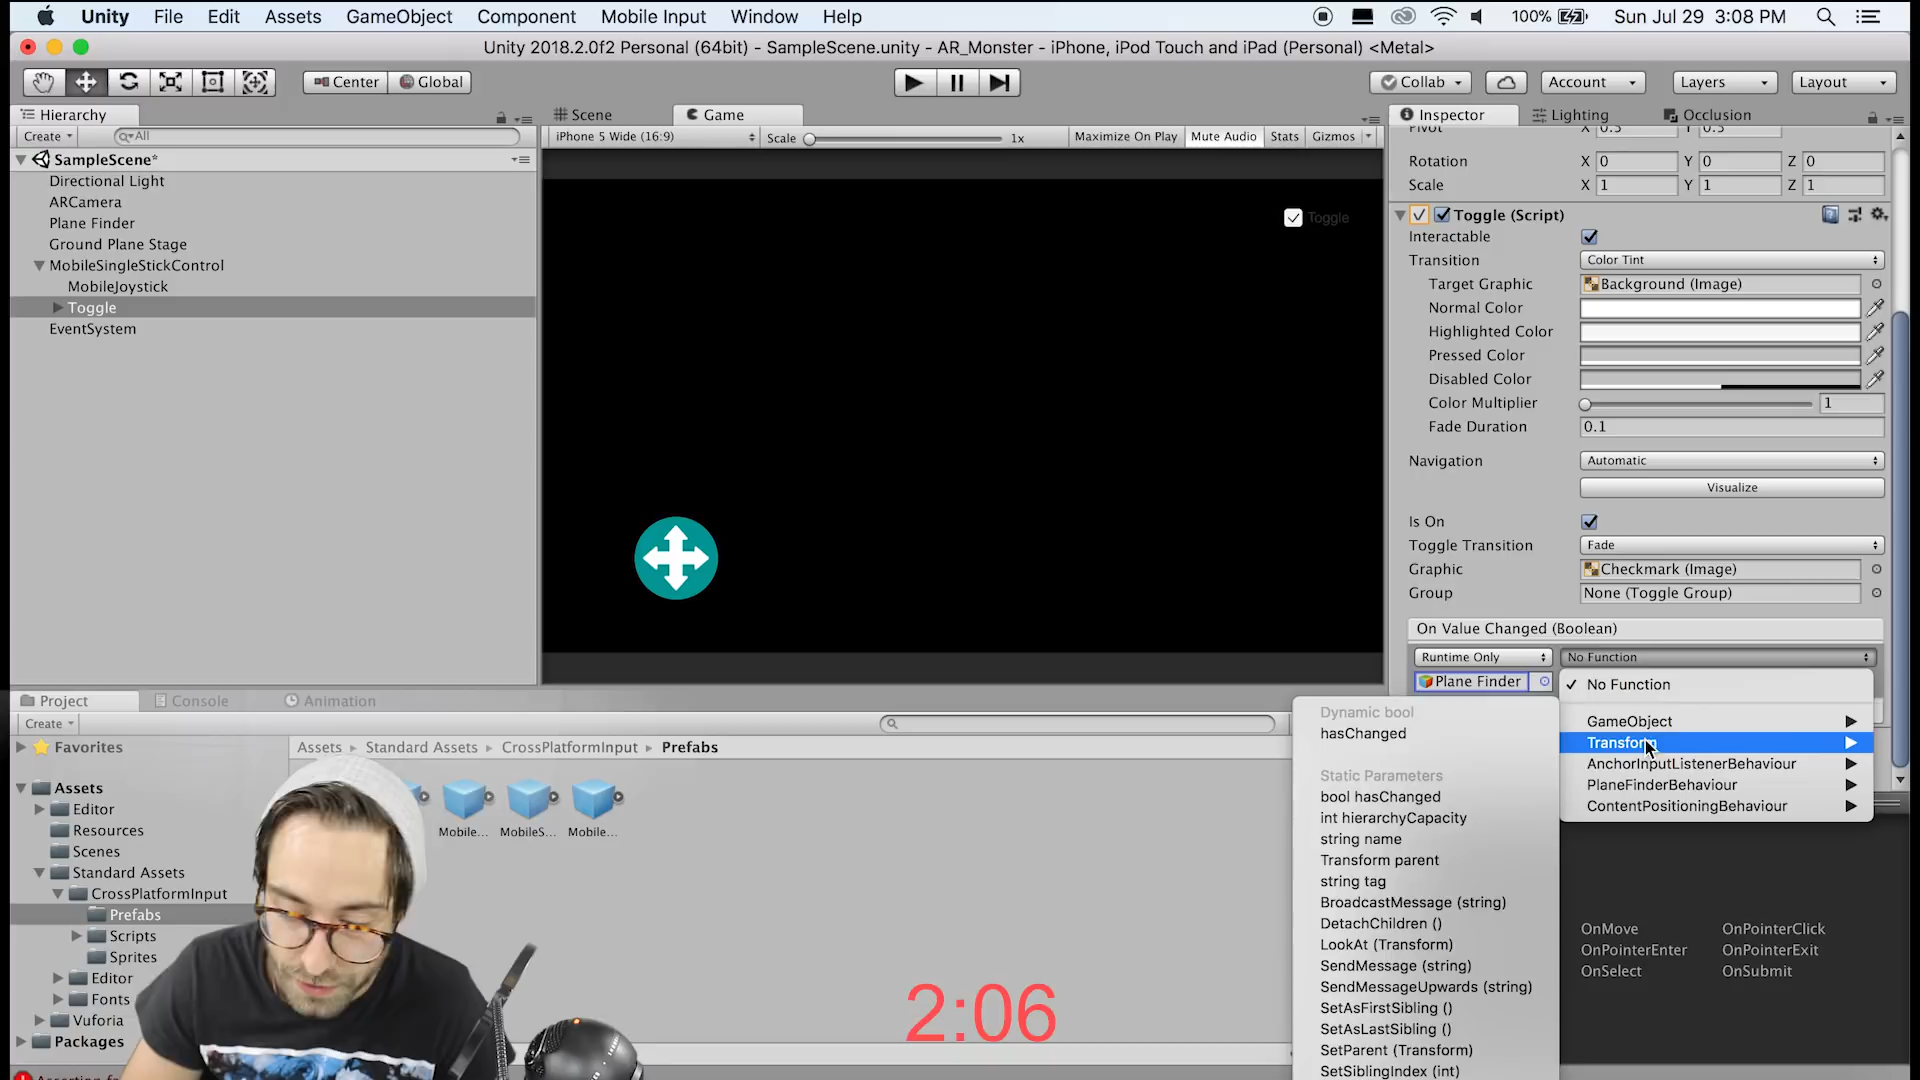 Unity File Edit Assets GameObject Component Mobile Input Window Help 100% Sun Jul 29 3:08 PM
Unity 2018.2.0f2 Personal (64bit) - SampleScene.unity - AR_Monster - iPhone, iPod Touch and iPad (Personal) <Metal>
Center Global Collab Account Layers Layout
Hierarchy Scene Game Inspector Lighting Occlusion
Create All iPhone 5 Wide (16:9) Scale 1x Maximize On Play Mute Audio Stats Gizmos
SampleScene*
Directional Light
ARCamera
Plane Finder
Ground Plane Stage
MobileSingleStickControl
MobileJoystick
Toggle
EventSystem
Toggle
Pivot X 0.5 Y 0.5
Rotation X 0 Y 0 Z 0
Scale X 1 Y 1 Z 1
Toggle (Script)
Interactable
Transition Color Tint
Target Graphic Background (Image)
Normal Color
Highlighted Color
Pressed Color
Disabled Color
Color Multiplier 1
Fade Duration 0.1
Navigation Automatic
Visualize
Is On
Toggle Transition Fade
Graphic Checkmark (Image)
Group None (Toggle Group)
On Value Changed (Boolean)
Runtime Only No Function
Plane Finder
No Function
GameObject
Transform
AnchorInputListenerBehaviour
PlaneFinderBehaviour
ContentPositioningBehaviour
Dynamic bool
hasChanged
Static Parameters
bool hasChanged
int hierarchyCapacity
string name
Transform parent
string tag
BroadcastMessage (string)
DetachChildren ()
LookAt (Transform)
SendMessage (string)
SendMessageUpwards (string)
SetAsFirstSibling ()
SetAsLastSibling ()
SetParent (Transform)
SetSiblingIndex (int)
OnMove OnPointerClick
OnPointerEnter OnPointerExit
OnSelect OnSubmit
Project Console Animation
Create
Favorites
Assets
Editor
Resources
Scenes
Standard Assets
CrossPlatformInput
Prefabs
Scripts
Sprites
Editor
Fonts
Vuforia
Packages
Assets Standard Assets CrossPlatformInput Prefabs
Mobile... MobileS... Mobile...
2:06